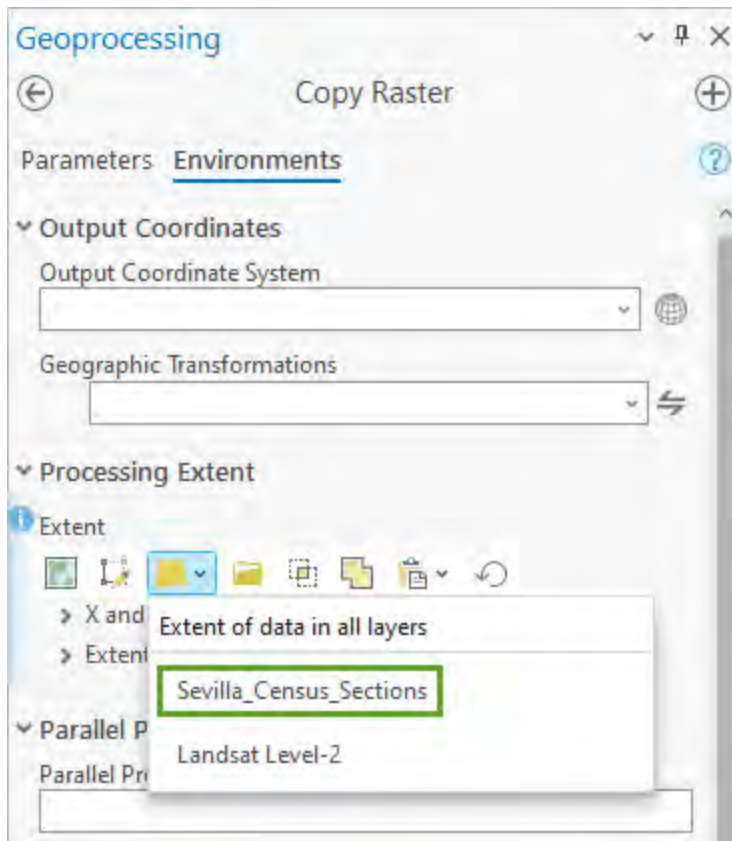 Geoprocessing
Copy Raster
Parameters Environments
Output Coordinates
Output Coordinate System
Geographic Transformations
Processing Extent
Extent
X and
Extent
Extent of data in all layers
Sevilla_Census_Sections
Landsat Level-2
Parallel P
Parallel Pr